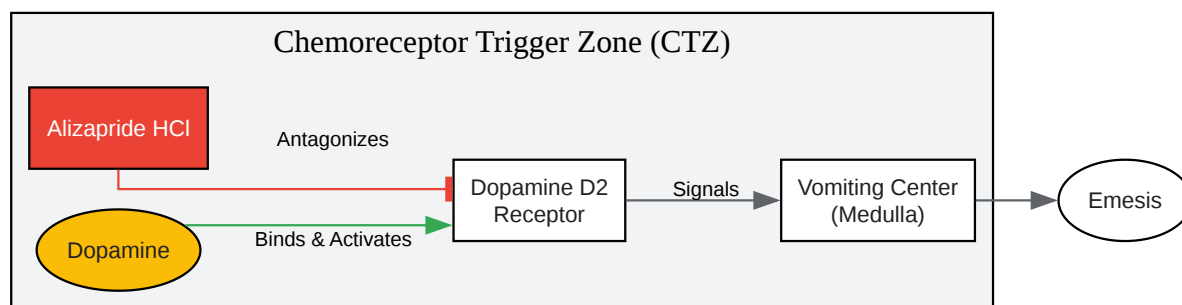 Chemoreceptor Trigger Zone (CTZ)
Alizapride HCl
Antagonizes
Dopamine D2
Receptor
Signals
Vomiting Center
(Medulla)
Emesis
Dopamine
Binds & Activates